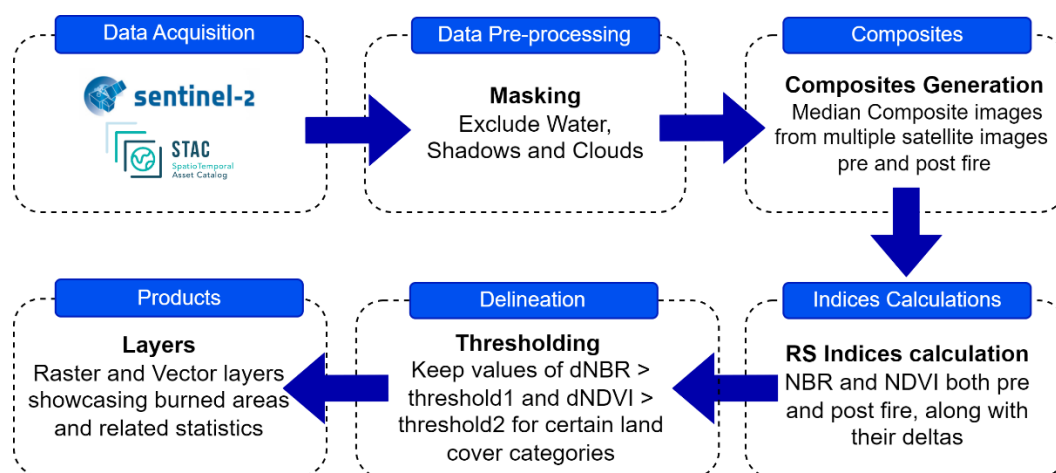 Data Acquisition
sentinel-2
STAC
SpatioTemporal
Asset Catalog
Data Pre-processing
Masking
Exclude Water,
Shadows and Clouds
Composites
Composites Generation
Median Composite images
from multiple satellite images
pre and post fire
Indices Calculations
RS Indices calculation
NBR and NDVI both pre
and post fire, along with
their deltas
Delineation
Thresholding
Keep values of dNBR >
threshold1 and dNDVI >
threshold2 for certain land
cover categories
Products
Layers
Raster and Vector layers
showcasing burned areas
and related statistics